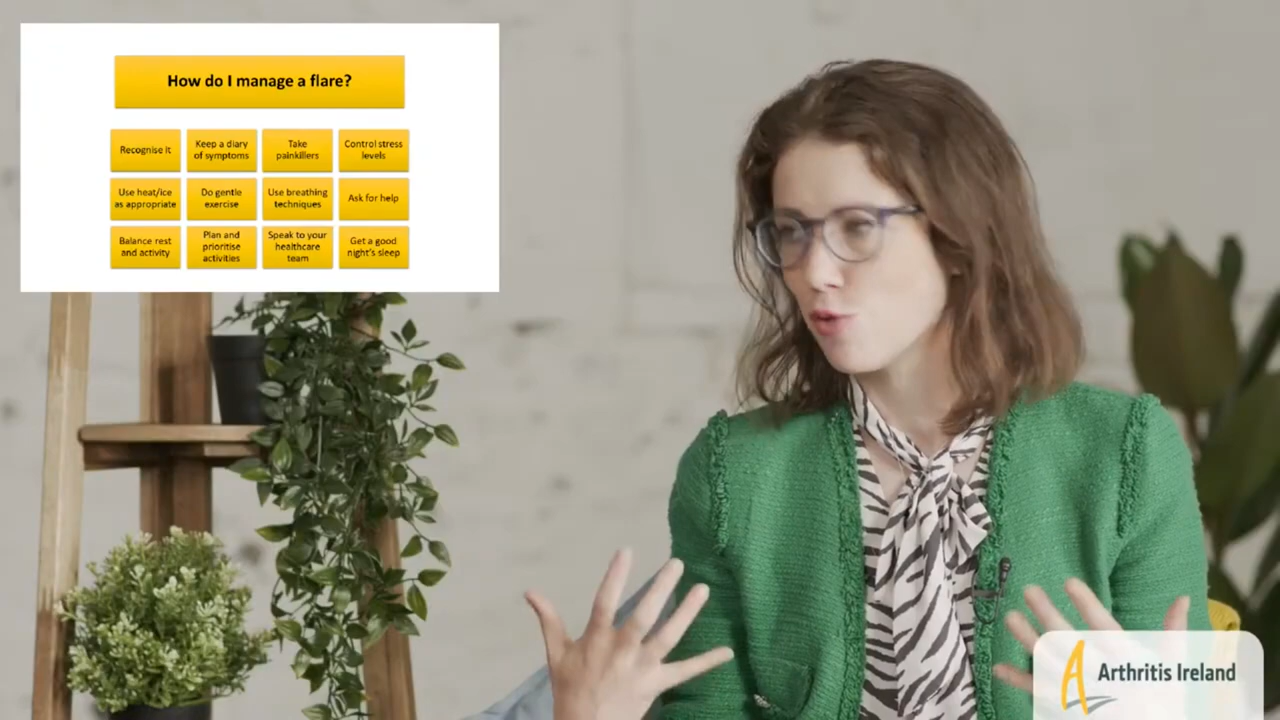 How do I manage a flare?
Recognise it
Keep a diary
of symptoms
Take
painkillers
Control stress
levels
Use heat/ice
as appropriate
Do gentle
exercise
Use breathing
techniques
Ask for help
Balance rest
and activity
Plan and
prioritise
activities
Speak to your
healthcare
team
Get a good
night's sleep
Arthritis Ireland